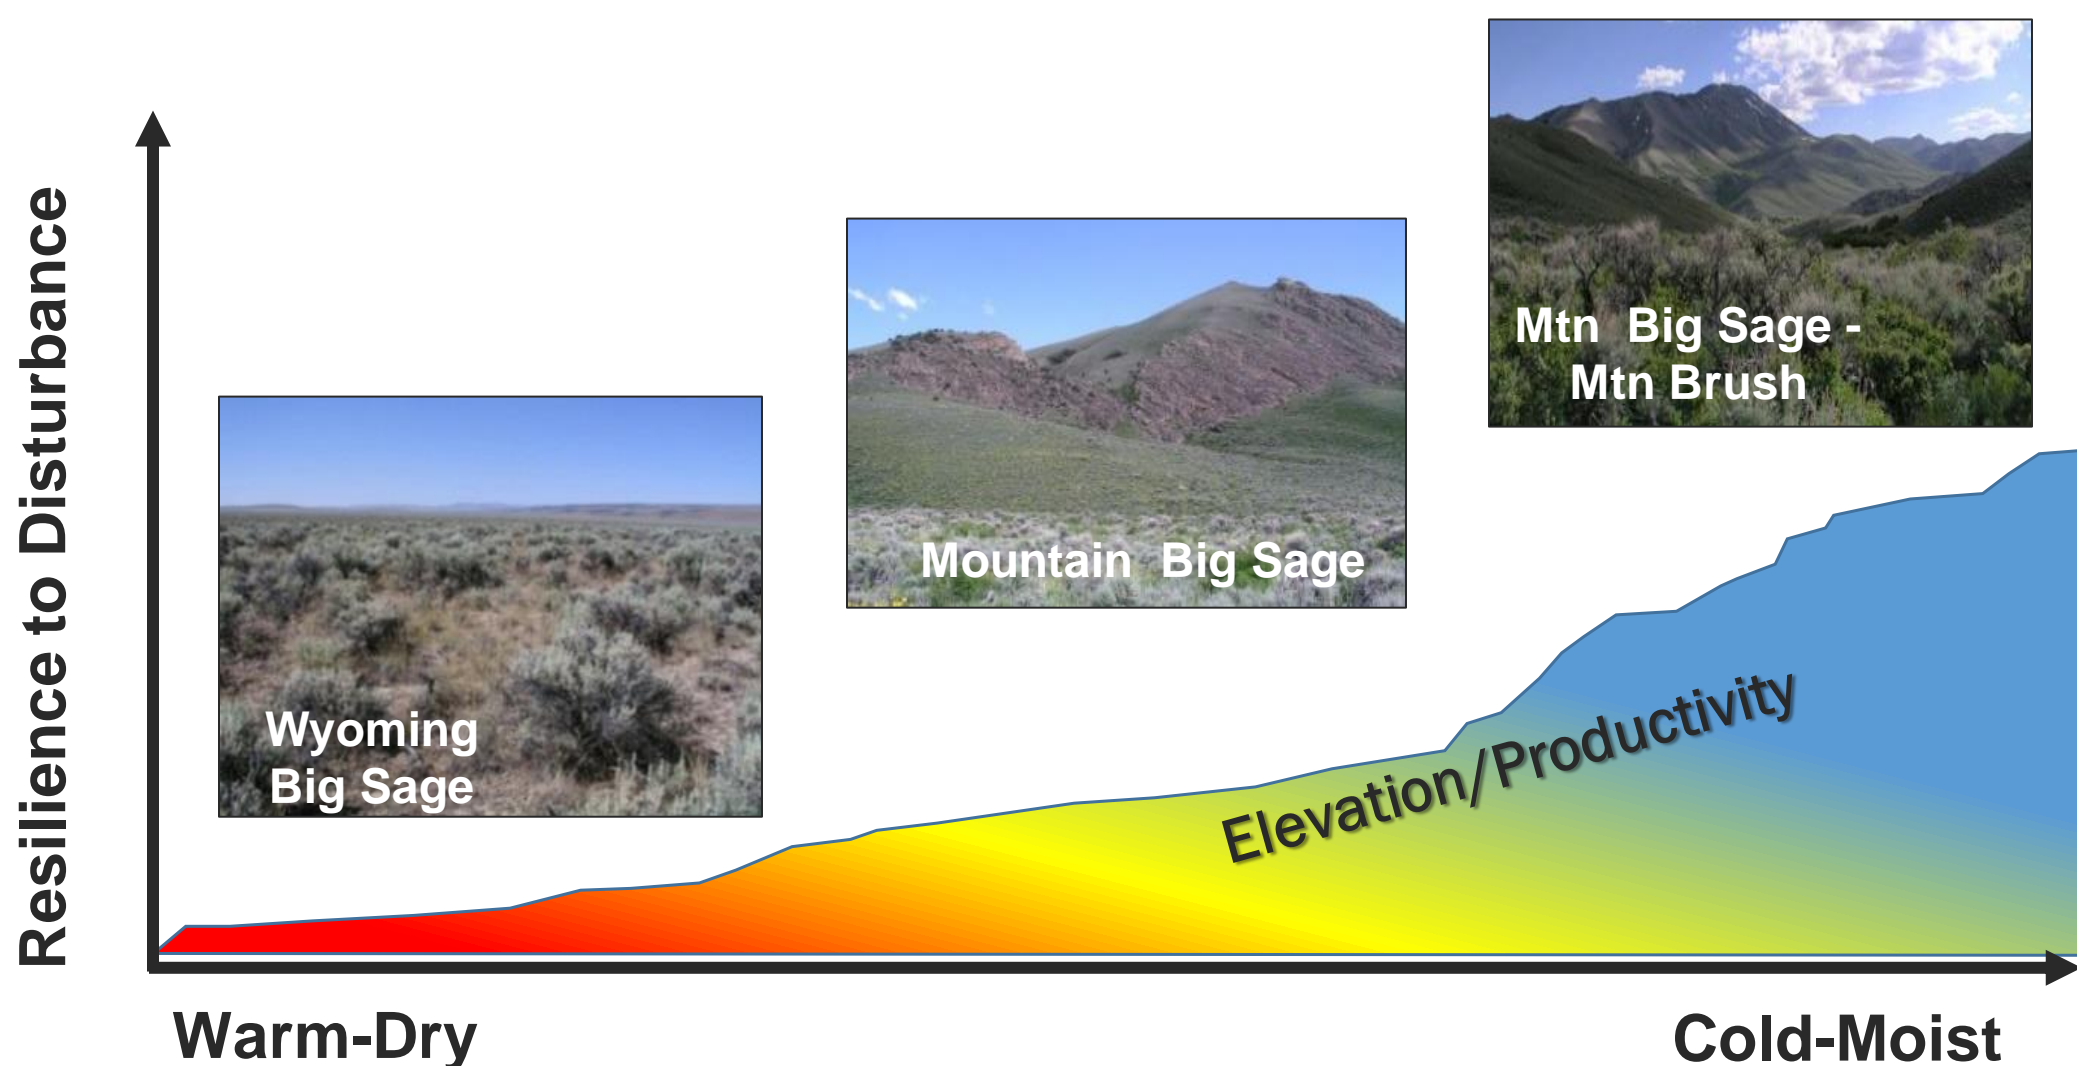 Resilience to Disturbance
Wyoming
Big Sage
Mountain Big Sage
Mtn Big Sage -
Mtn Brush
Elevation/Productivity
Warm-Dry
Cold-Moist